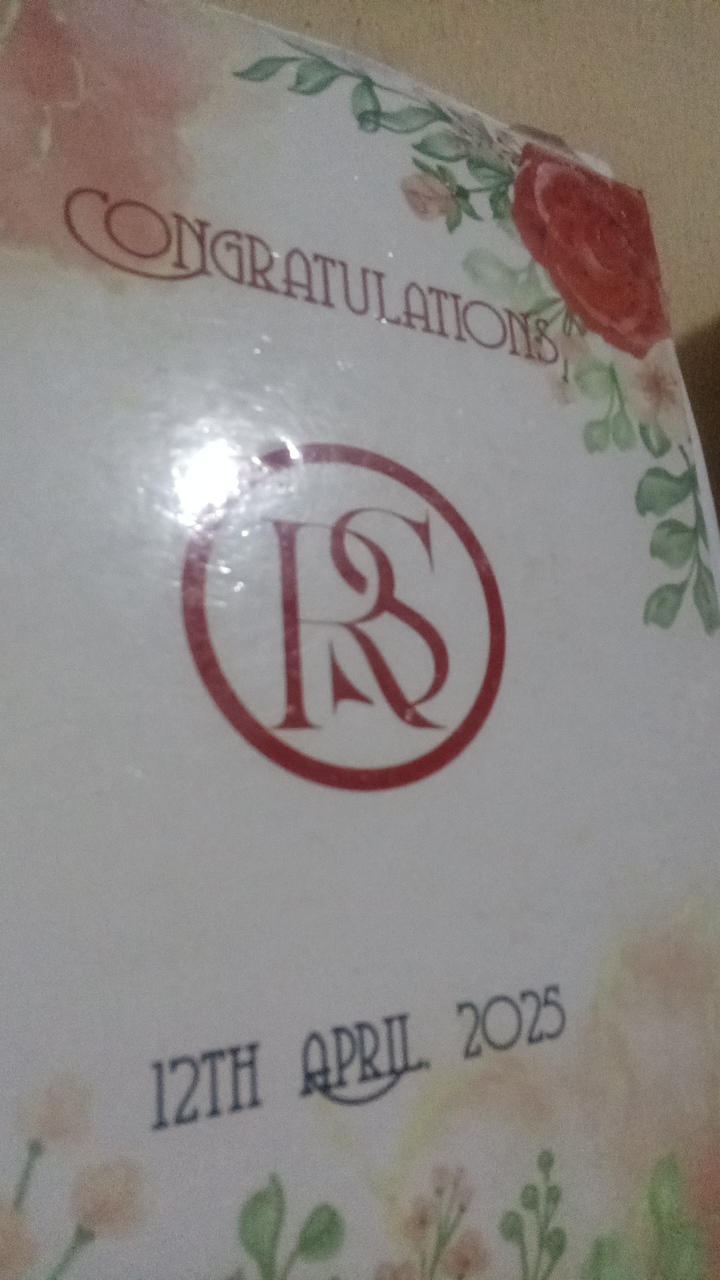 CONGRATULATIONS,
RS
12TH APRIL, 2025